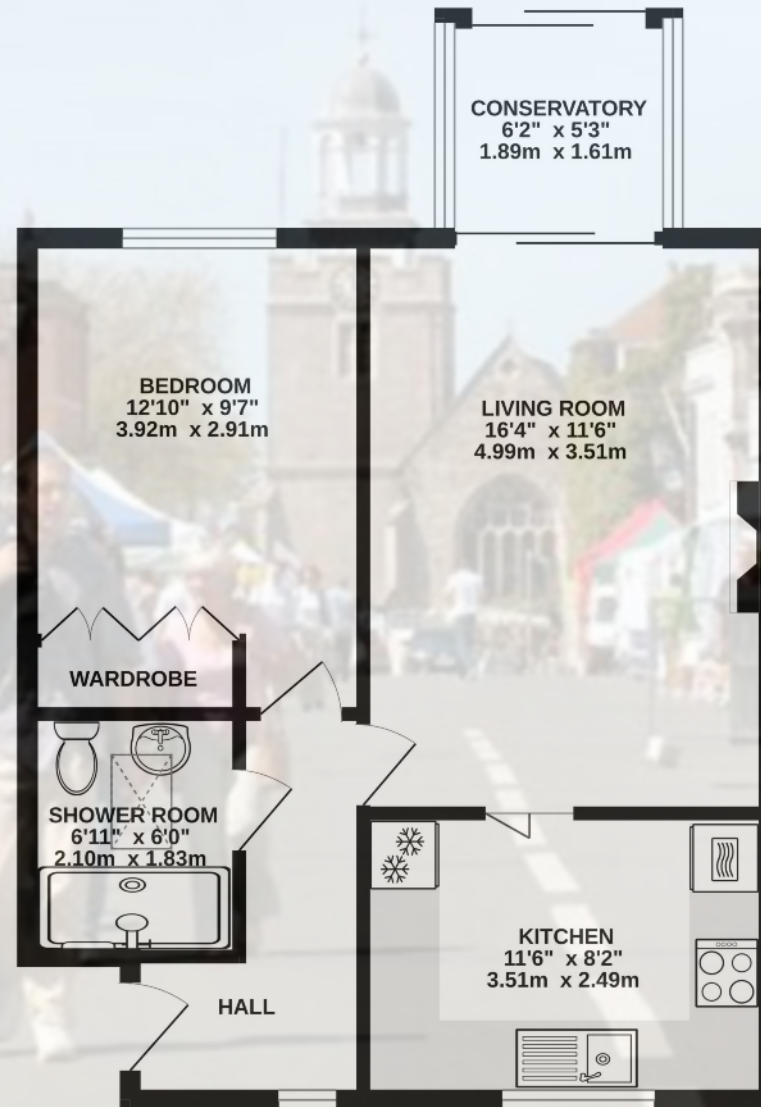 CONSERVATORY
6'2" x 5'3"
1.89m x 1.61m
BEDROOM
12'10" x 9'7"
3.92m x 2.91m
LIVING ROOM
16'4" x 11'6"
4.99m x 3.51m
WARDROBE
SHOWER ROOM
6'11" x 6'0"
2.10m x 1.83m
KITCHEN
11'6" x 8'2"
3.51m x 2.49m
HALL